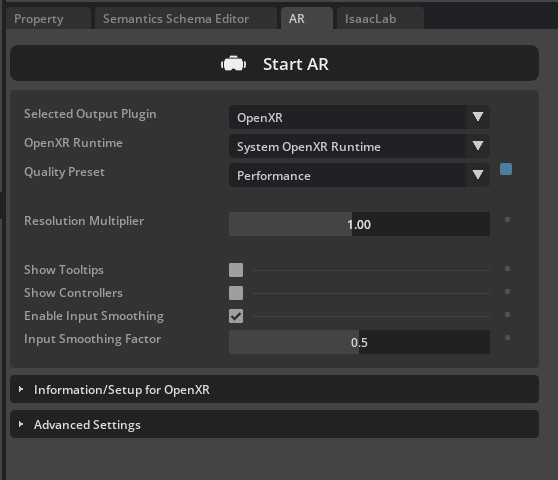 Property
Semantics Schema Editor
AR
IsaacLab
Start AR
Selected Output Plugin
OpenXR
OpenXR Runtime
System OpenXR Runtime
Quality Preset
Performance
Resolution Multiplier
1.00
Show Tooltips
Show Controllers
Enable Input Smoothing
Input Smoothing Factor
0.5
Information/Setup for OpenXR
Advanced Settings